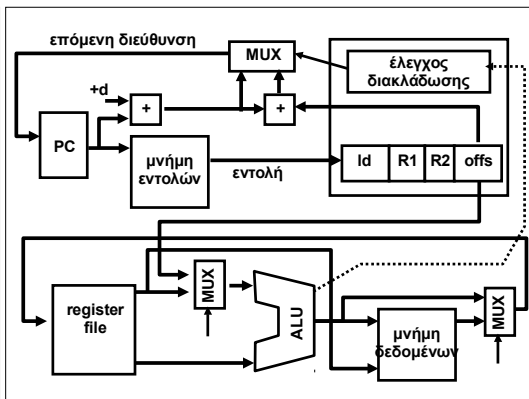 επόμενη διεύθυνση
MUX
έλεγχος
διακλάδωσης
+d
+
+
PC
μνήμη
εντολών
εντολή
ld
R1
R2
offs
register
file
MUX
ALU
μνήμη
δεδομένων
MUX